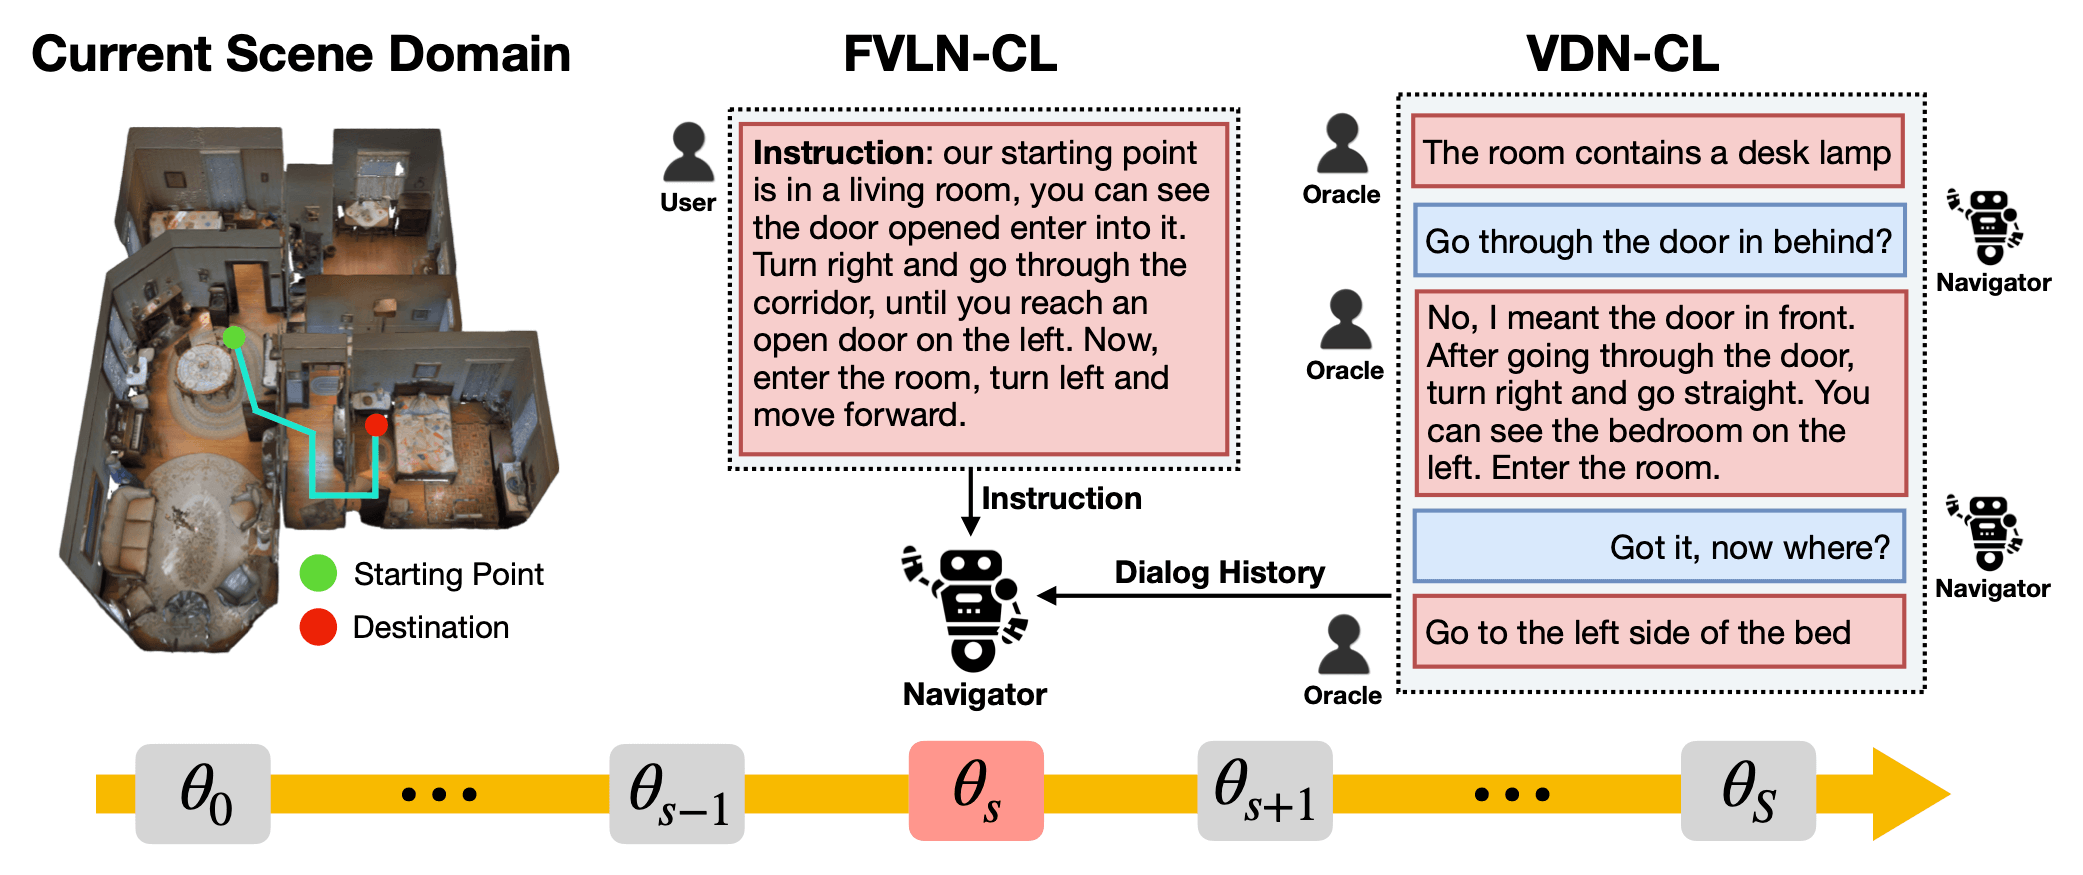 Current Scene Domain
Starting Point
Destination
FVLN-CL
User
Instruction: our starting point
is in a living room, you can see
the door opened enter into it.
Turn right and go through the
corridor, until you reach an
open door on the left. Now,
enter the room, turn left and
move forward.
Instruction
Navigator
Dialog History
VDN-CL
Oracle
The room contains a desk lamp
Go through the door in behind?
Navigator
Oracle
No, I meant the door in front.
After going through the door,
turn right and go straight. You
can see the bedroom on the
left. Enter the room.
Got it, now where?
Navigator
Oracle
Go to the left side of the bed
θ0 ... θs−1 θs θs+1 ... θS